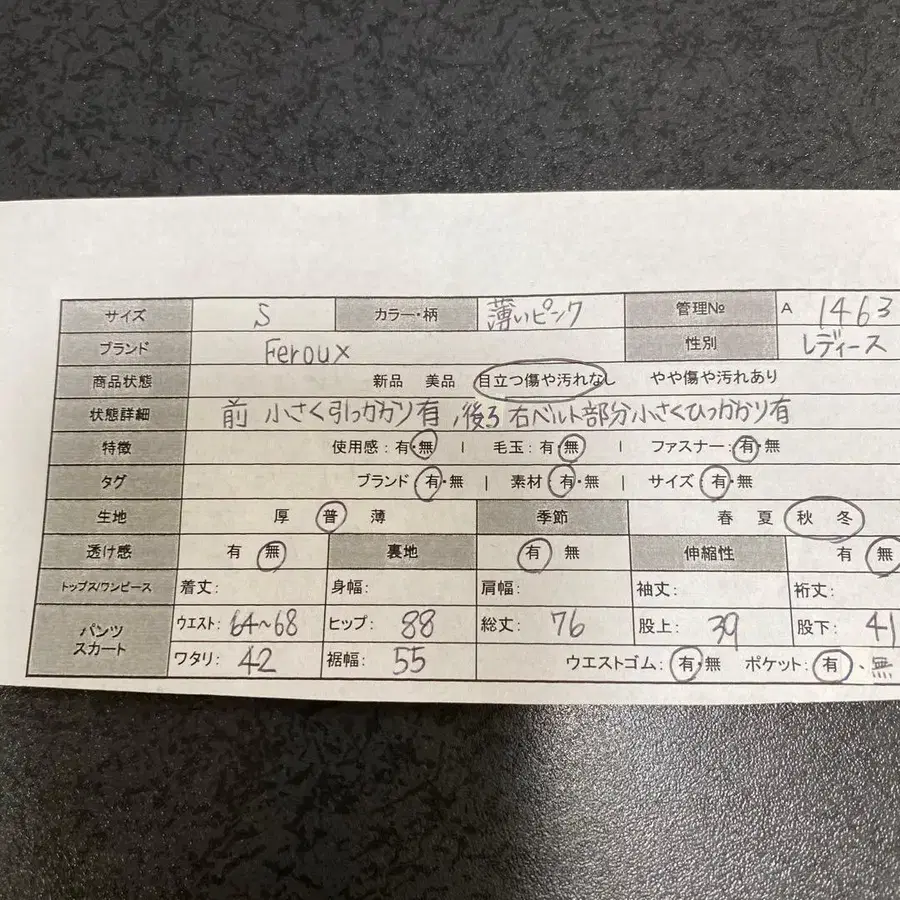 サイズ S カラー・柄 薄いピンク 管理№ A 1463
ブランド Feroux 性別 レディース
商品状態 新品 美品 目立つ傷や汚れなし やや傷や汚れあり
状態詳細 前 小さく引っかかり有、後ろ右ベルト部分小さくひっかかり有
特徴 使用感：有・無 | 毛玉：有・無 | ファスナー：有・無
タグ ブランド 有・無 | 素材 有・無 | サイズ 有・無
生地 厚 普 薄 季節 春 夏 秋 冬
透け感 有 無 裏地 有 無 伸縮性 有 無
トップス/ワンピース 着丈： 身幅： 肩幅： 袖丈： 裄丈：
パンツ スカート ウエスト：64〜68 ヒップ：88 総丈：76 股上：39 股下：41
ワタリ：42 裾幅：55 ウエストゴム：有・無 ポケット：有、無